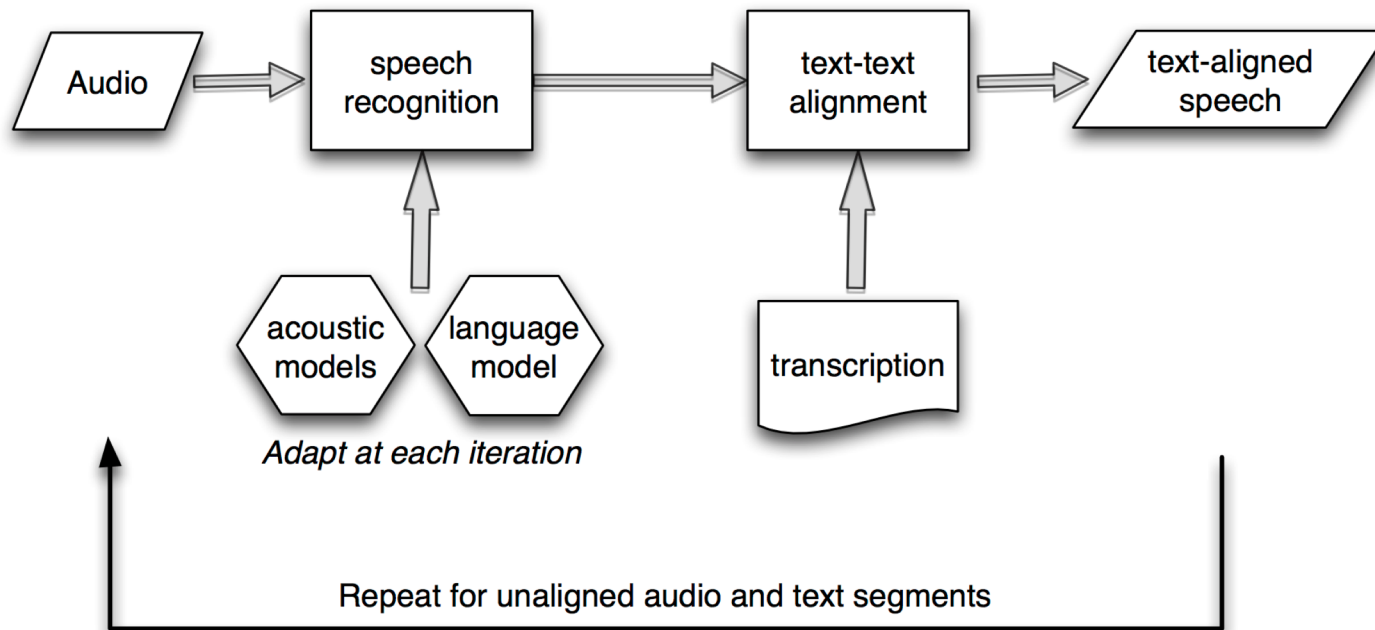 Audio
speech
recognition
text-text
alignment
text-aligned
speech
acoustic
models
language
model
transcription
Adapt at each iteration
Repeat for unaligned audio and text segments